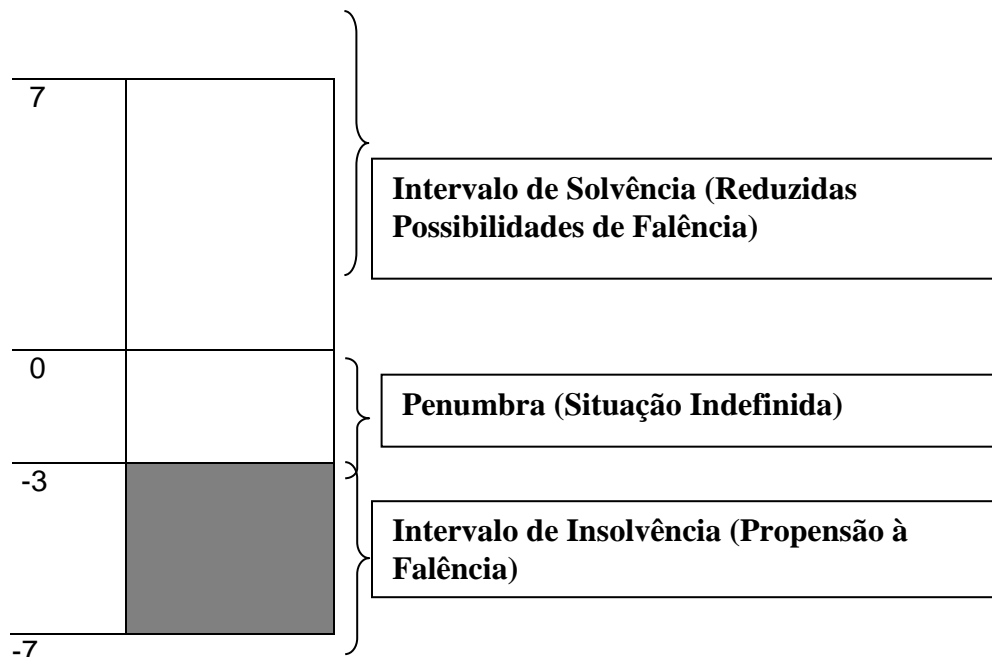 7
Intervalo de Solvência (Reduzidas
Possibilidades de Falência)
0
Penumbra (Situação Indefinida)
-3
Intervalo de Insolvência (Propensão à
Falência)
-7